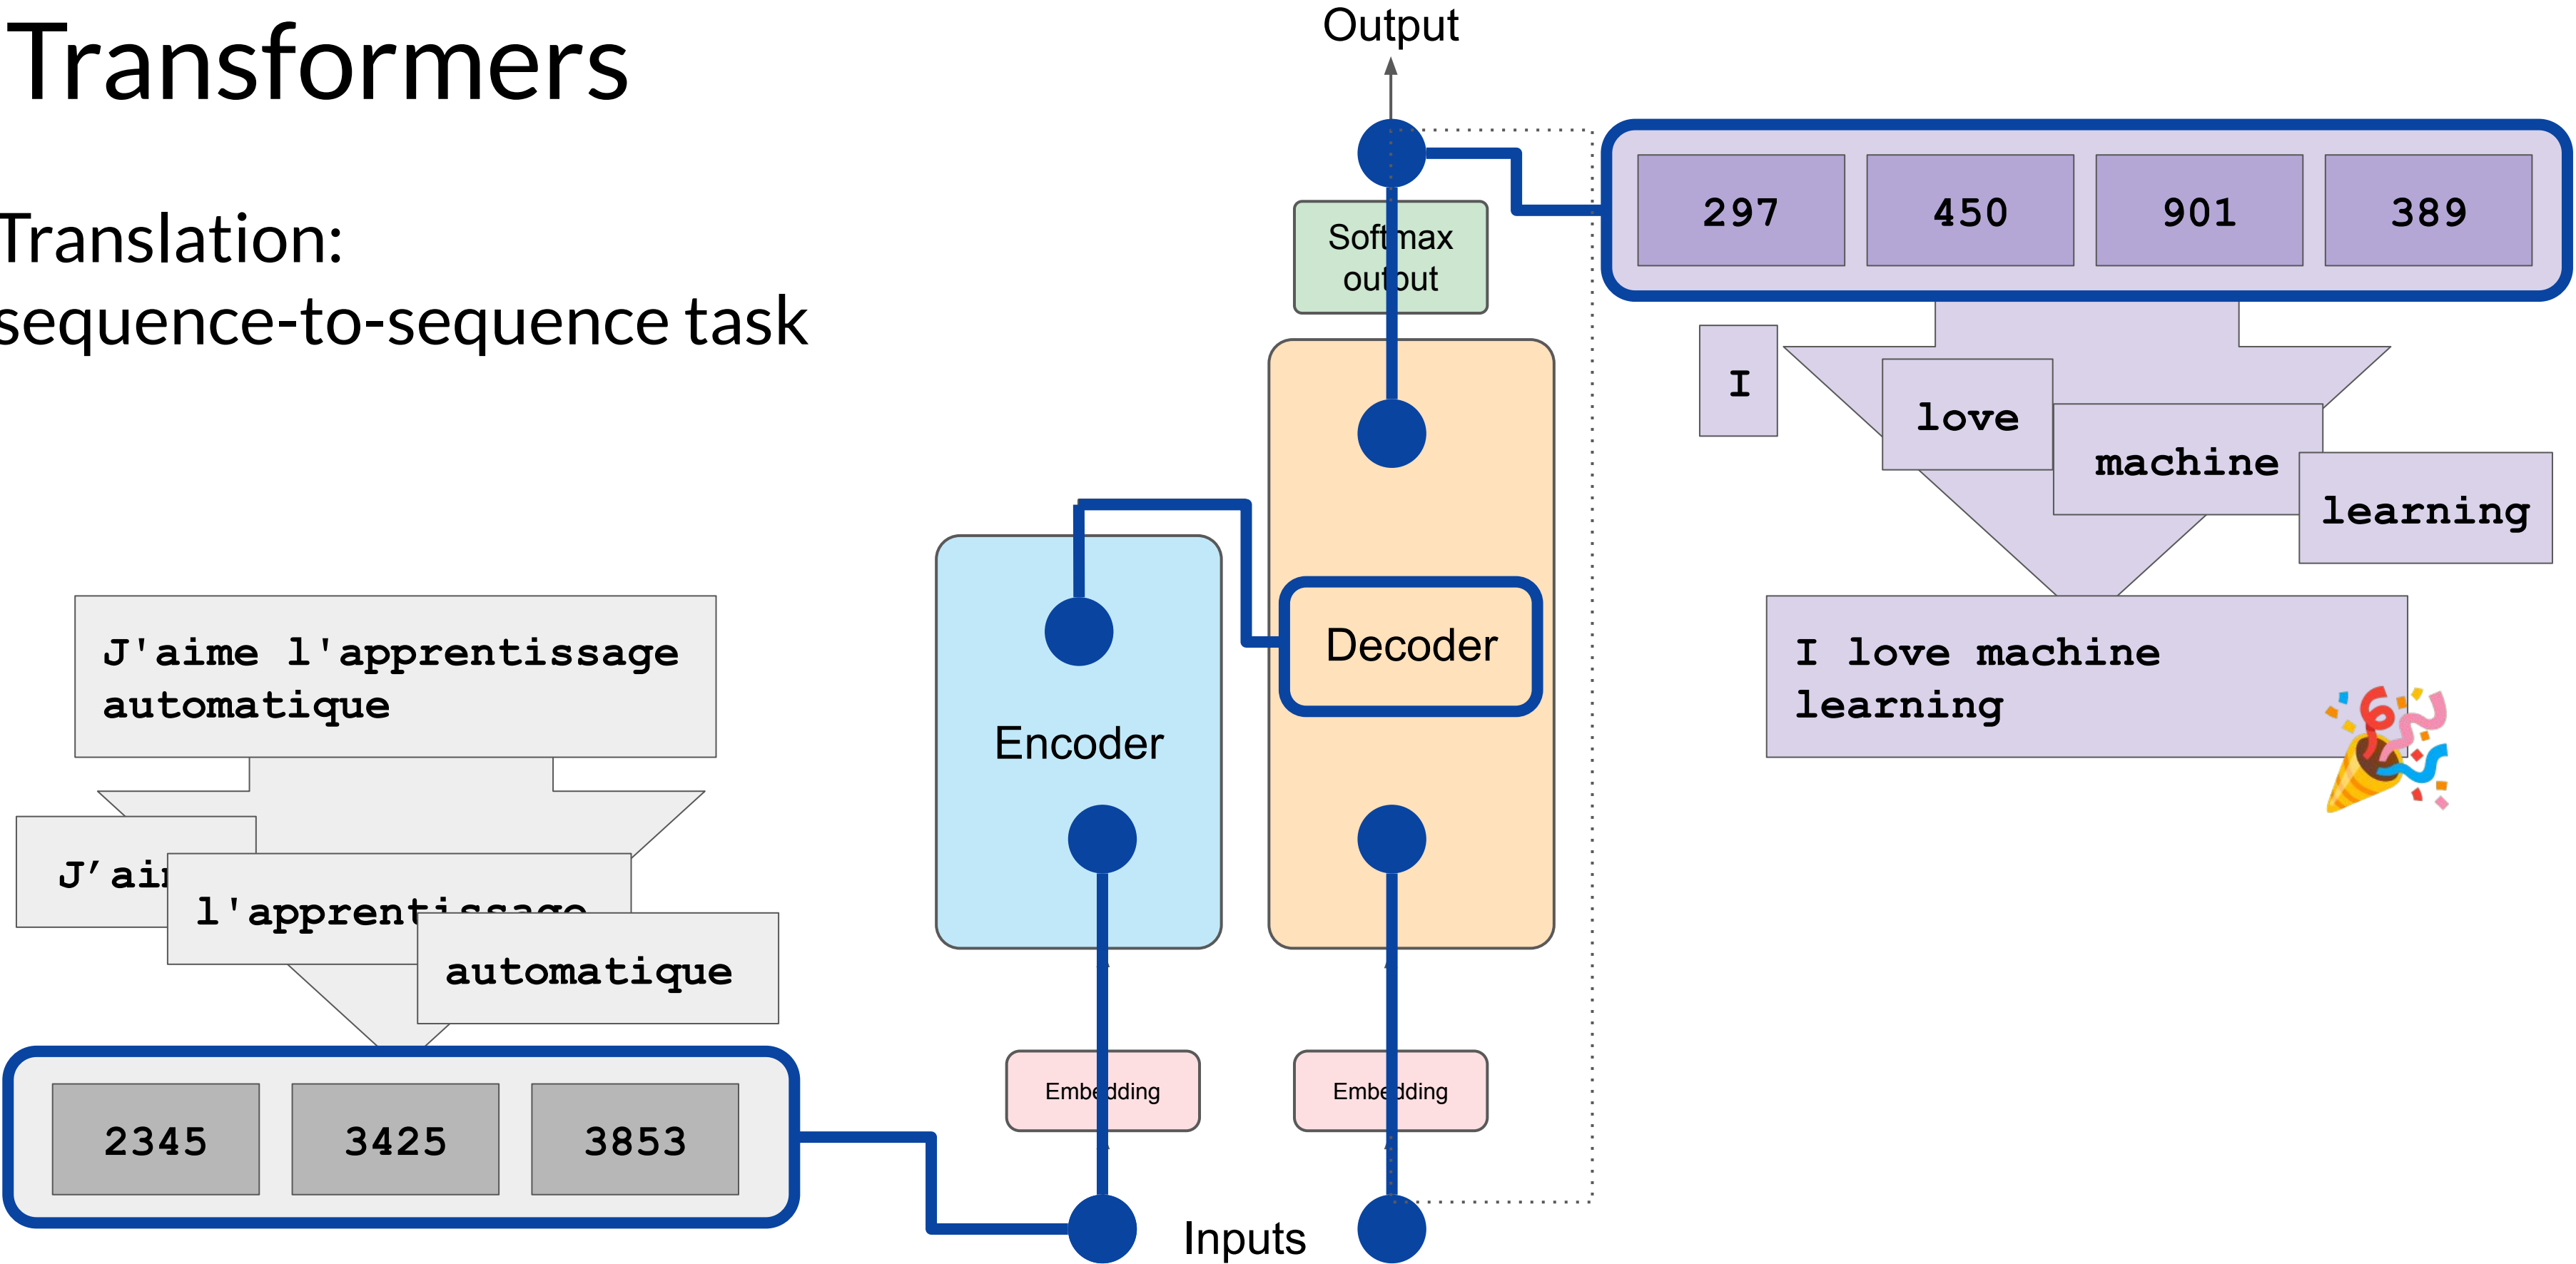 Transformers
Translation:
sequence-to-sequence task
J'aime l'apprentissage
automatique
l'apprentissage
automatique
2345 3425 3853
Output
Softmax
output
Decoder
Encoder
Embedding
Embedding
Inputs
297 450 901 389
I
love
machine
learning
I love machine
learning